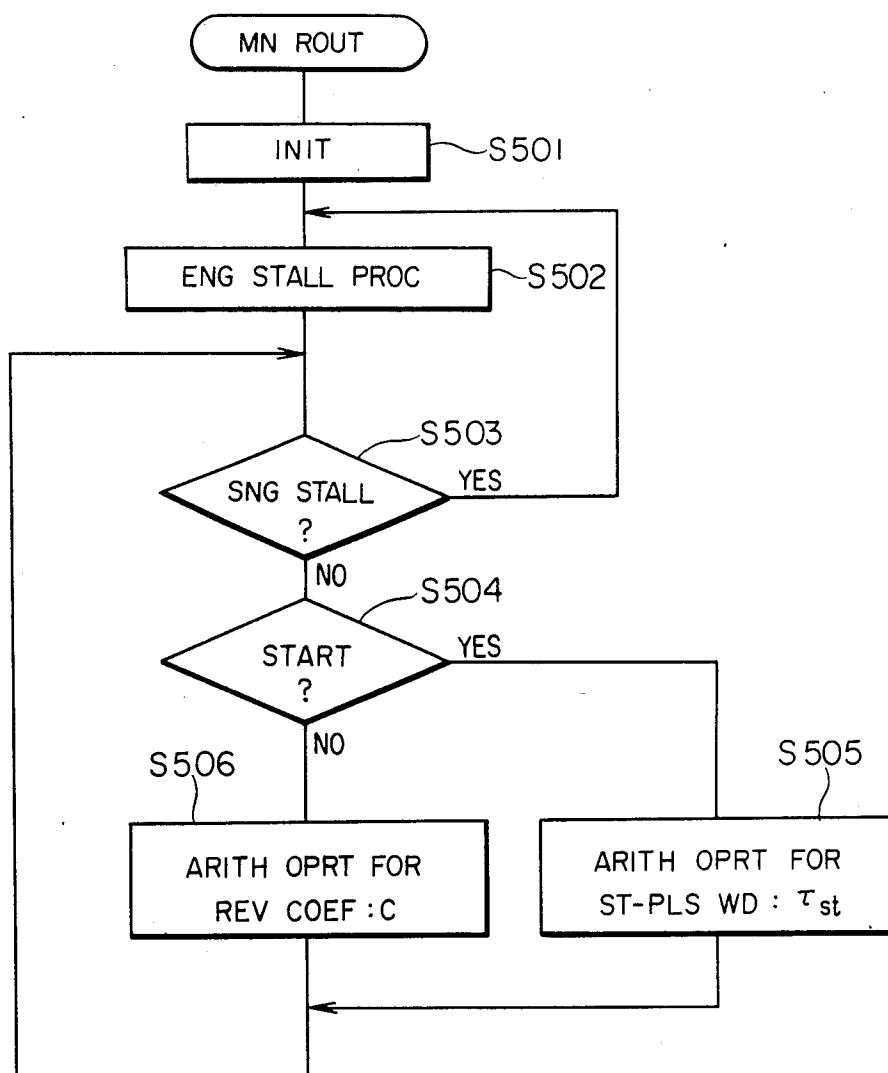 MN ROUT
INIT
S501
ENG STALL PROC
S502
S503
SNG STALL
?
YES
NO
S504
START
?
YES
NO
S506
ARITH OPRT FOR
REV COEF : C
S505
ARITH OPRT FOR
ST-PLS WD : τst